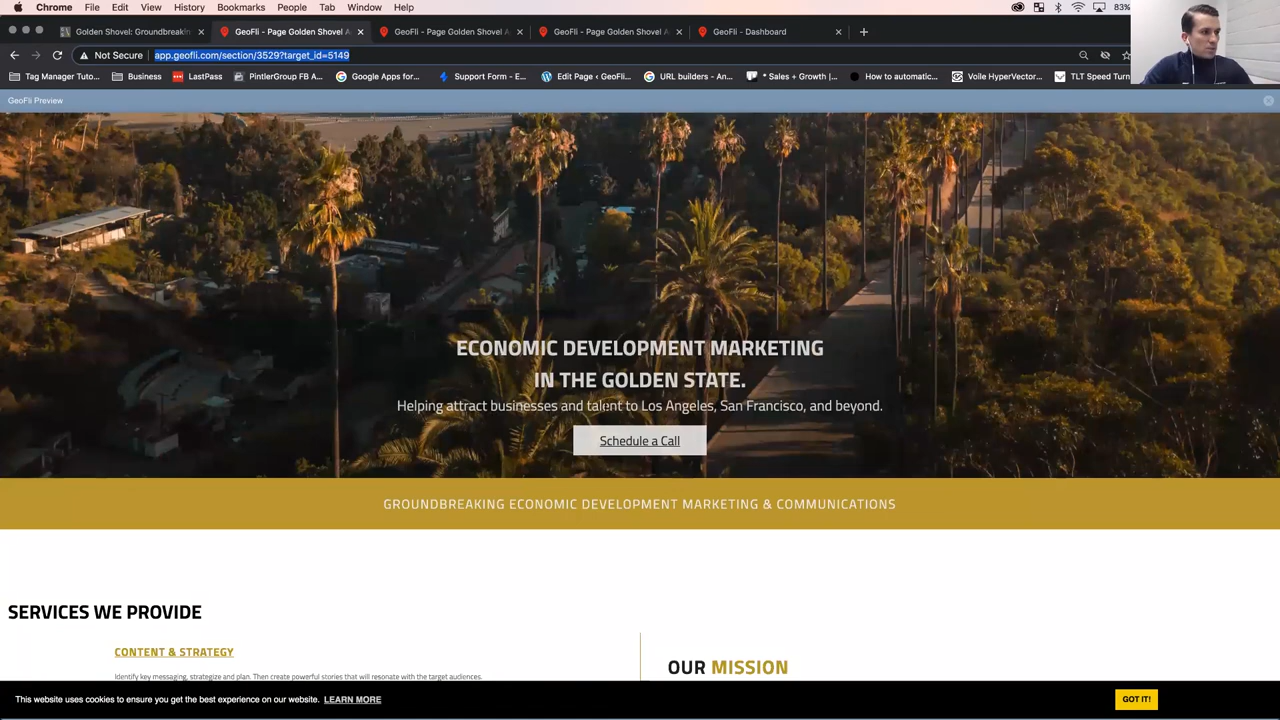 Chrome File Edit View History Bookmarks People Tab Window Help 83%
Golden Shovel: Groundbreakin
GeoFli - Page Golden Shovel A
GeoFli - Page Golden Shovel A
GeoFli - Page Golden Shovel A
GeoFli - Dashboard
Not Secure app.geofli.com/section/3529?target_id=5149
Tag Manager Tuto... Business LastPass PintlerGroup FB A... Google Apps for... Support Form - E... Edit Page ‹ GeoFli... URL builders - An... * Sales + Growth |... How to automatic... Voile HyperVector... TLT Speed Turn
GeoFli Preview
ECONOMIC DEVELOPMENT MARKETING
IN THE GOLDEN STATE.
Helping attract businesses and talent to Los Angeles, San Francisco, and beyond.
Schedule a Call
GROUNDBREAKING ECONOMIC DEVELOPMENT MARKETING & COMMUNICATIONS
SERVICES WE PROVIDE
CONTENT & STRATEGY
Identify key messaging, strategize and plan. Then create powerful stories that will resonate with the target audiences.
OUR MISSION
This website uses cookies to ensure you get the best experience on our website. LEARN MORE
GOT IT!